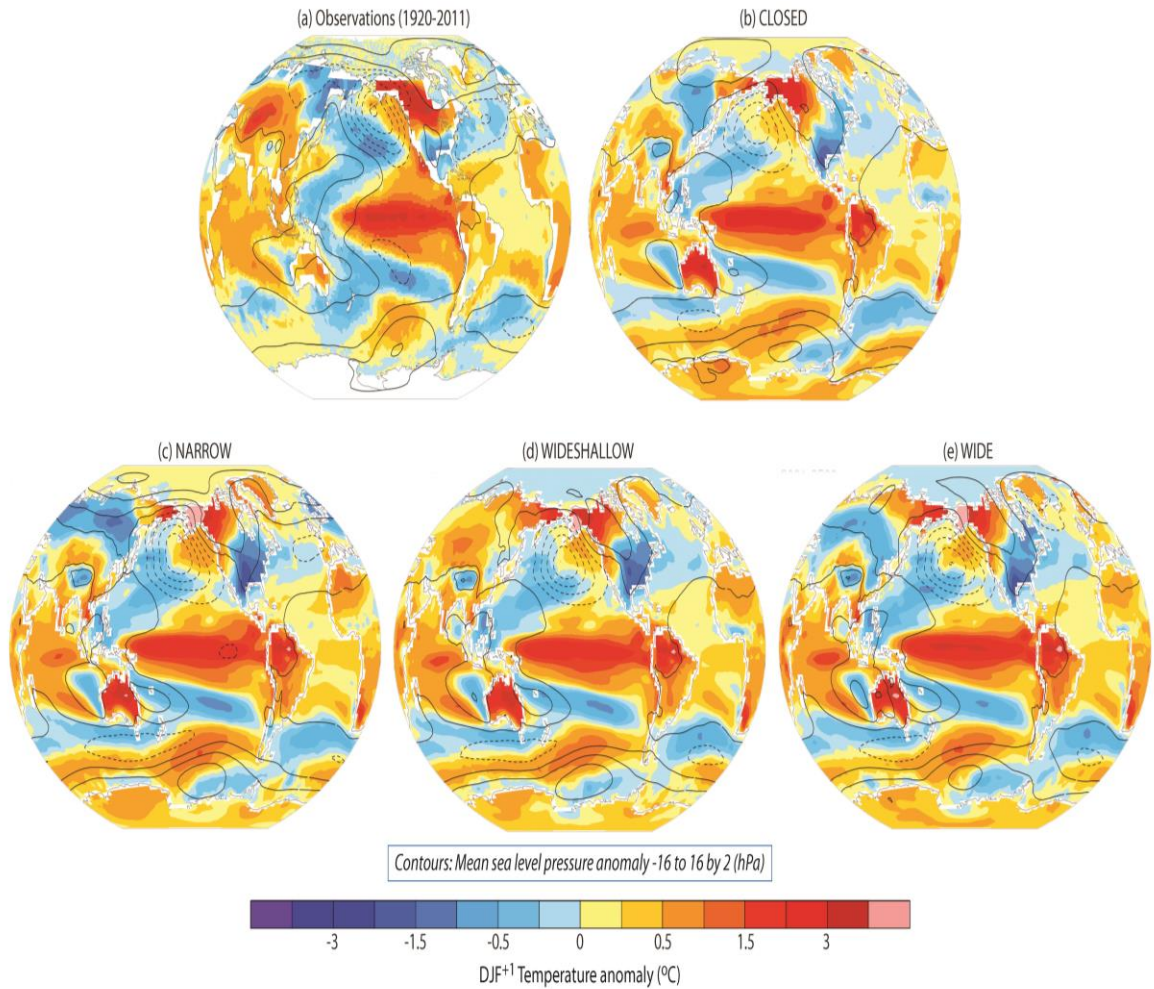 (a) Observations (1920-2011)
(b) CLOSED
(c) NARROW
(d) WIDESHALLOW
(e) WIDE
Contours: Mean sea level pressure anomaly -16 to 16 by 2 (hPa)
-3 -1.5 -0.5 0 0.5 1.5 3
DJF⁺¹ Temperature anomaly (⁰C)